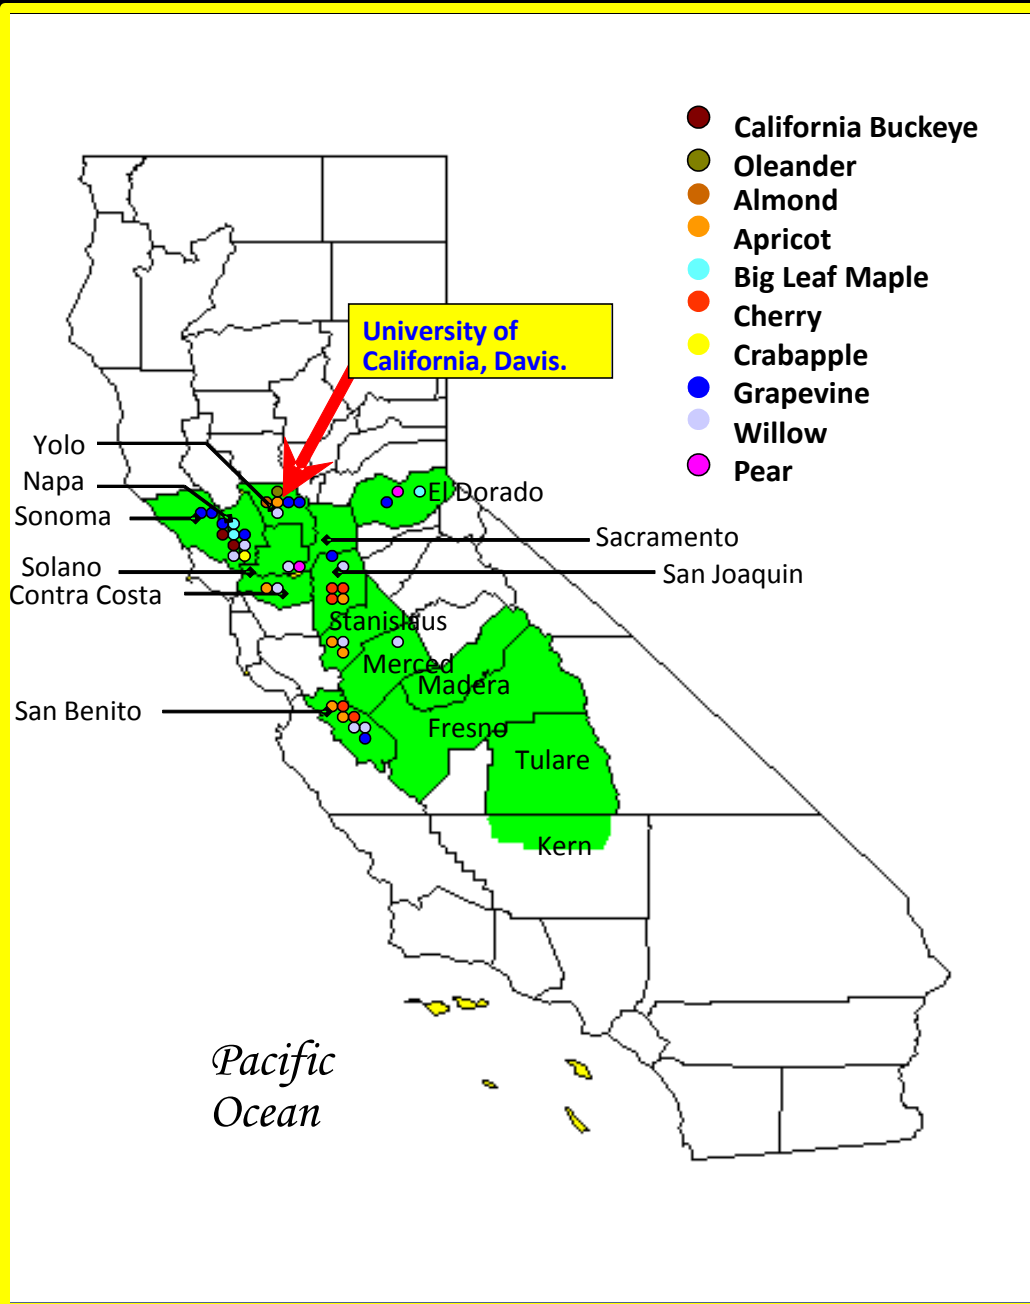 California Buckeye
Oleander
Almond
Apricot
Big Leaf Maple
Cherry
Crabapple
Grapevine
Willow
Pear
University of
California, Davis.
Yolo
Napa
Sonoma
Solano
Contra Costa
El Dorado
Sacramento
San Joaquin
Stanislaus
Merced
Madera
San Benito
Fresno
Tulare
Kern
Pacific
Ocean